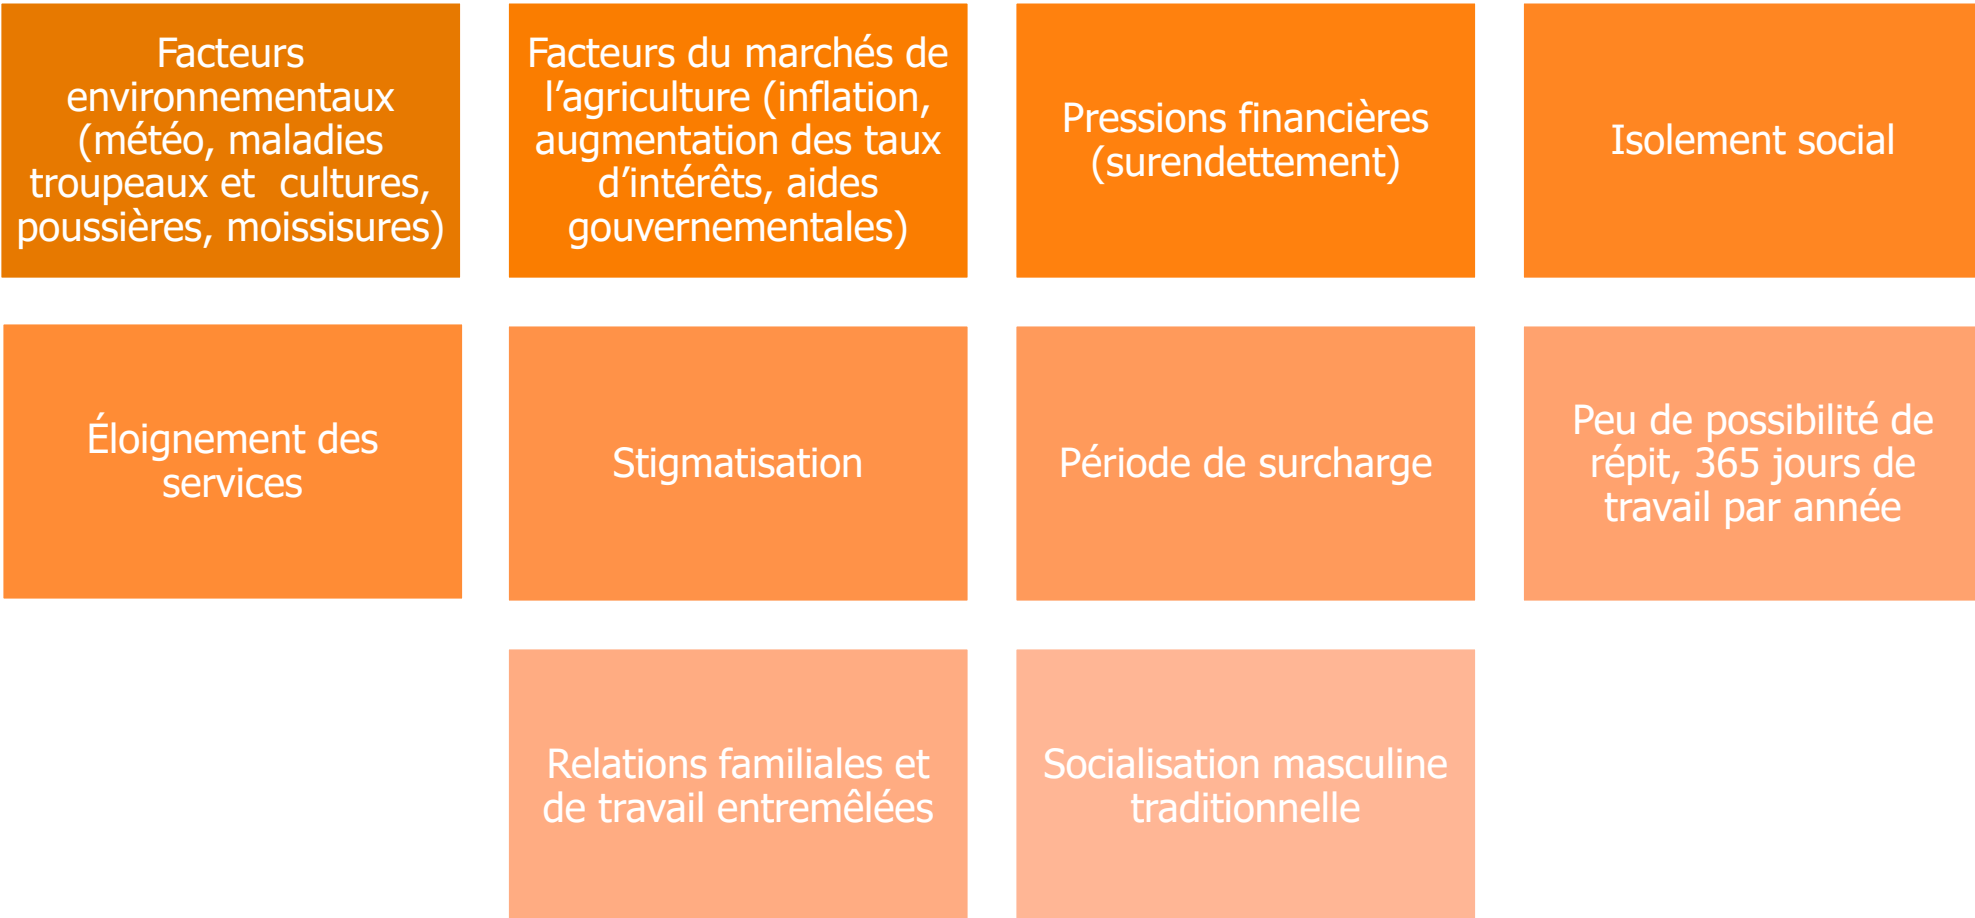 Facteurs
environnementaux
(météo, maladies
troupeaux et  cultures,
poussières, moissisures)
Facteurs du marchés de
l’agriculture (inflation,
augmentation des taux
d’intérêts, aides
gouvernementales)
Pressions financières
(surendettement)
Isolement social
Éloignement des
services
Stigmatisation
Période de surcharge
Peu de possibilité de
répit, 365 jours de
travail par année
Relations familiales et
de travail entremêlées
Socialisation masculine
traditionnelle